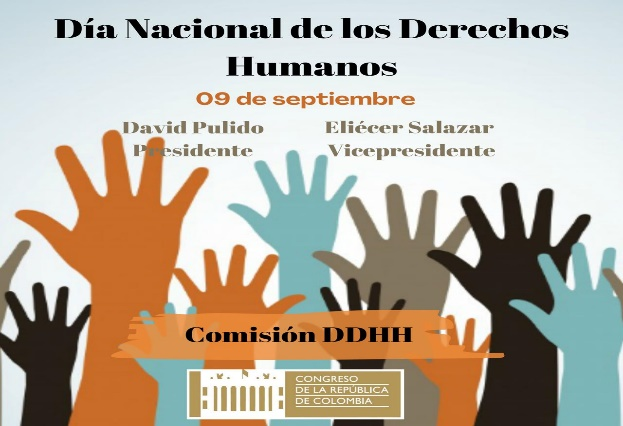 Día Nacional de los Derechos
Humanos
09 de septiembre
David Pulido
Presidente
Eliécer Salazar
Vicepresidente
Comisión DDHH
CONGRESO
DE LA REPÚBLICA
DE COLOMBIA